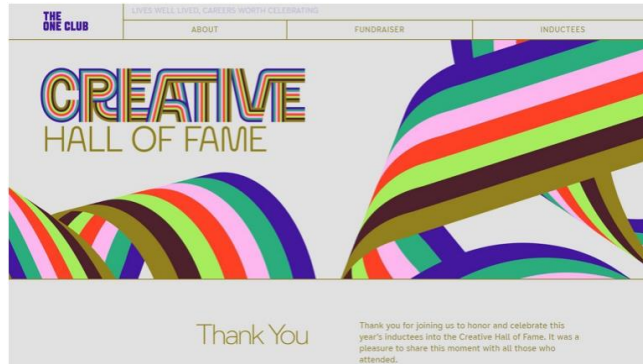 THE
ONE CLUB
LIVES WELL LIVED, CAREERS WORTH CELEBRATING
ABOUT
FUNDRAISER
INDUCTEES
CREATIVE
HALL OF FAME
Thank You
Thank you for joining us to honor and celebrate this
year's inductees into the Creative Hall of Fame. It was a
pleasure to share this moment with all those who
attended.